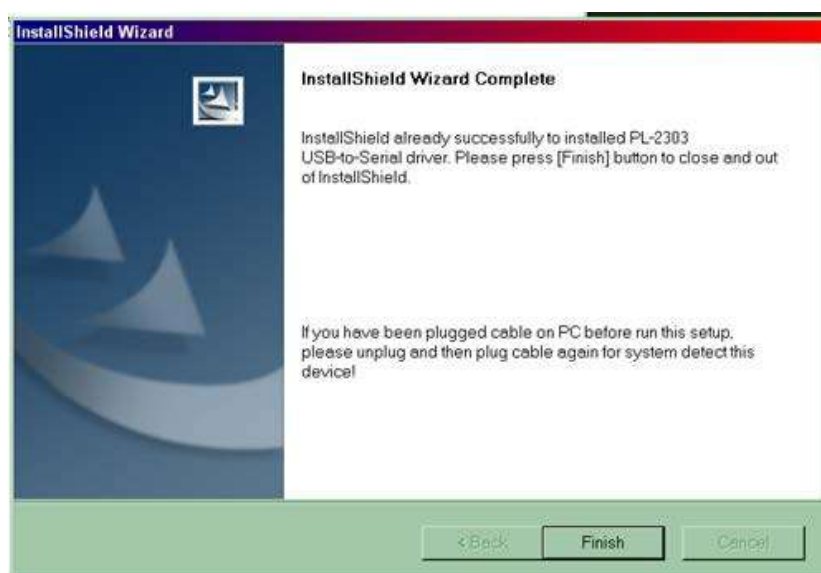 InstallShield Wizard
InstallShield Wizard Complete
InstallShield already successfully to installed PL-2303
USB-to-Serial driver. Please press [Finish] button to close and out
of InstallShield.
If you have been plugged cable on PC before run this setup,
please unplug and then plug cable again for system detect this
device!
< Back
Finish
Cancel